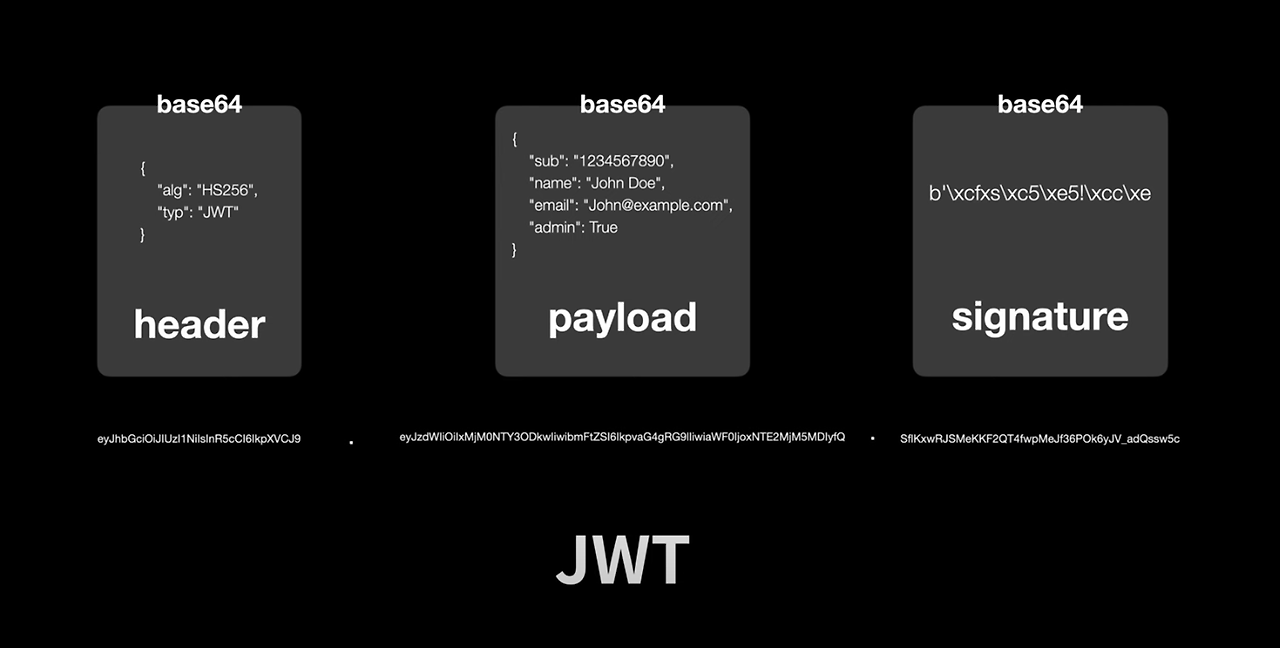 base64
{
"alg": "HS256",
"typ": "JWT"
}
header
base64
{
"sub": "1234567890",
"name": "John Doe",
"email": "John@example.com",
"admin": True
}
payload
base64
b'\xcfxs\xc5\xe5!\xcc\xe
signature
eyJhbGciOiJIUzI1NiIsInR5cCI6IkpXVCJ9 . eyJzdWIiOiIxMjM0NTY3ODkwIiwibmFtZSI6IkpvaG4gRG9lIiwiaWF0IjoxNTE2MjM5MDIyfQ . SflKxwRJSMeKKF2QT4fwpMeJf36POk6yJV_adQssw5c
JWT